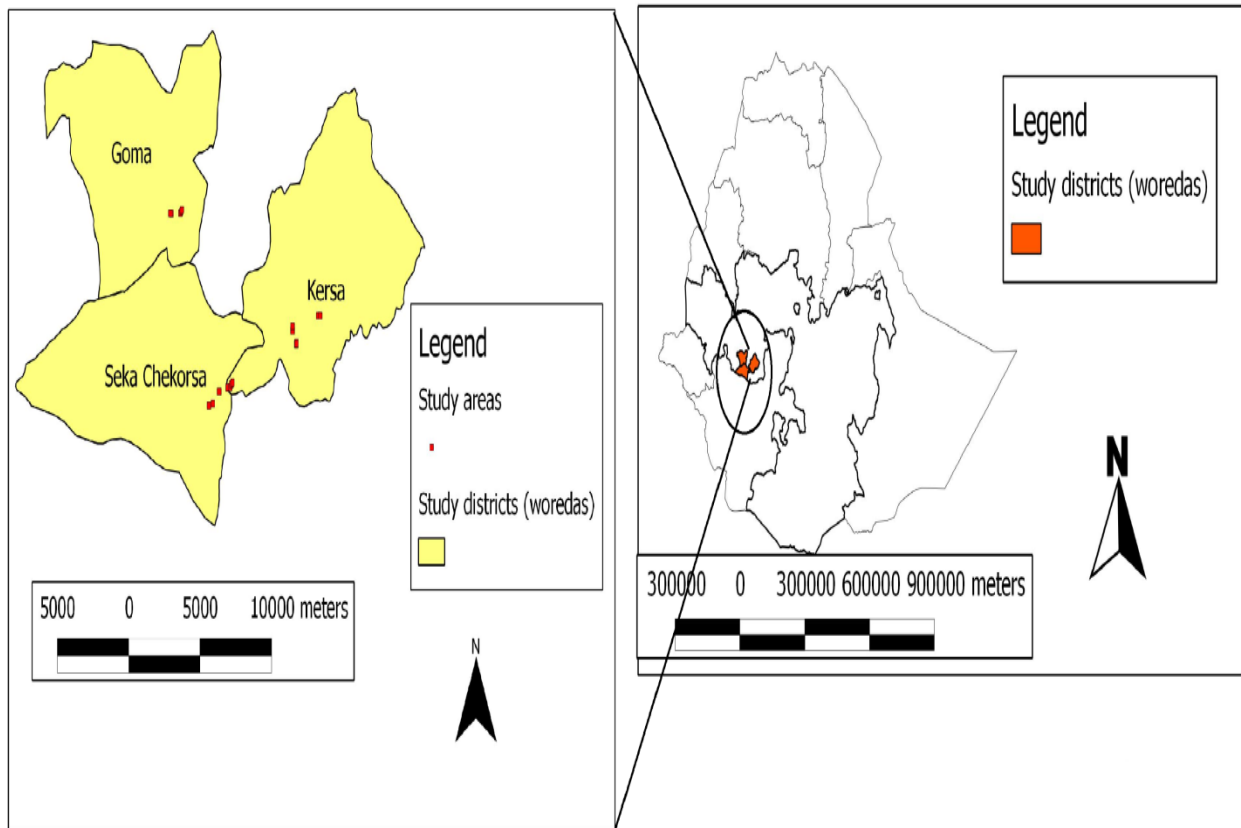 Goma
Kersa
Seka Chekorsa
Legend
Study areas
Study districts (woredas)
5000 0 5000 10000 meters
N
Legend
Study districts (woredas)
N
300000 0 300000 600000 900000 meters